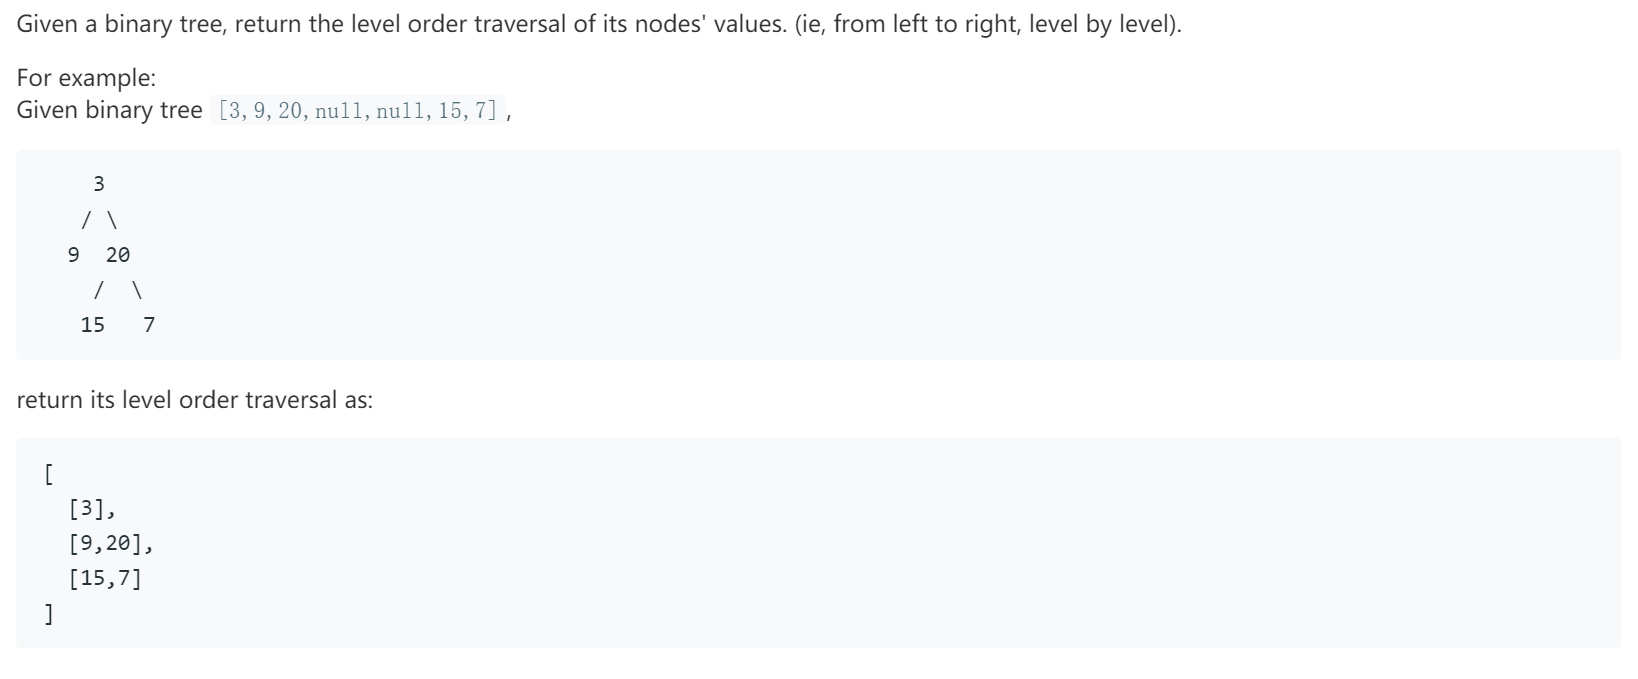 Given a binary tree, return the level order traversal of its nodes' values. (ie, from left to right, level by level).
For example:
Given binary tree [3,9,20,null,null,15,7],
3
/ \
9  20
/  \
15   7
return its level order traversal as:
[
[3],
[9,20],
[15,7]
]